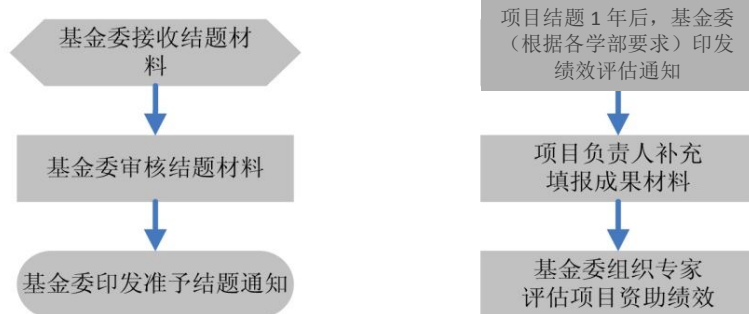 基金委接收结题材
料
基金委审核结题材料
基金委印发准予结题通知
项目结题 1 年后，基金委
（根据各学部要求）印发
绩效评估通知
项目负责人补充
填报成果材料
基金委组织专家
评估项目资助绩效